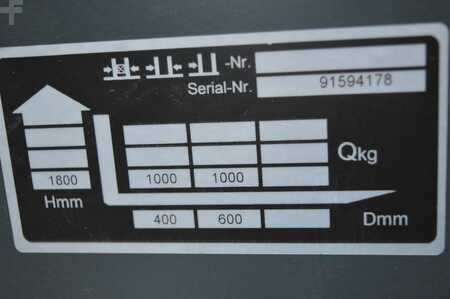 -Nr.
Serial-Nr. 91594178
Qkg
1800 1000 1000
Hmm
400 600 Dmm